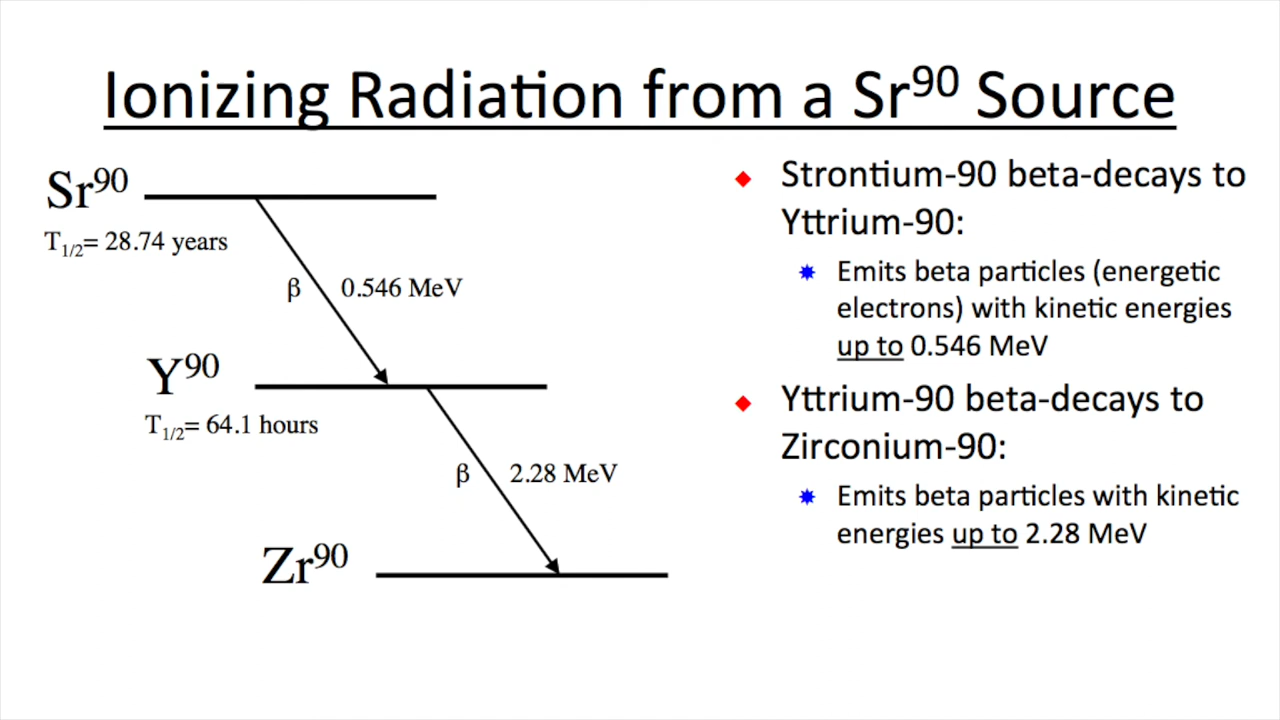 Ionizing Radiation from a Sr⁹⁰ Source
Sr⁹⁰
T₁/₂= 28.74 years
β 0.546 MeV
Y⁹⁰
T₁/₂= 64.1 hours
β 2.28 MeV
Zr⁹⁰
Strontium-90 beta-decays to
Yttrium-90:
Emits beta particles (energetic
electrons) with kinetic energies
up to 0.546 MeV
Yttrium-90 beta-decays to
Zirconium-90:
Emits beta particles with kinetic
energies up to 2.28 MeV